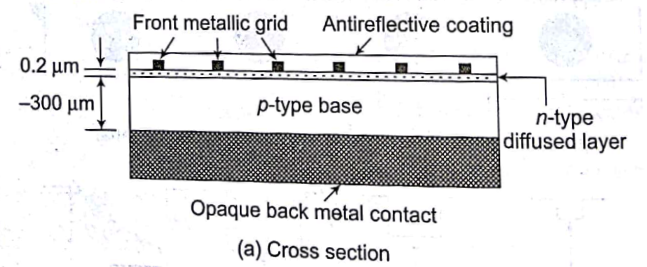 Front metallic grid Antireflective coating
0.2 µm
–300 µm
p-type base
n-type
diffused layer
Opaque back metal contact
(a) Cross section